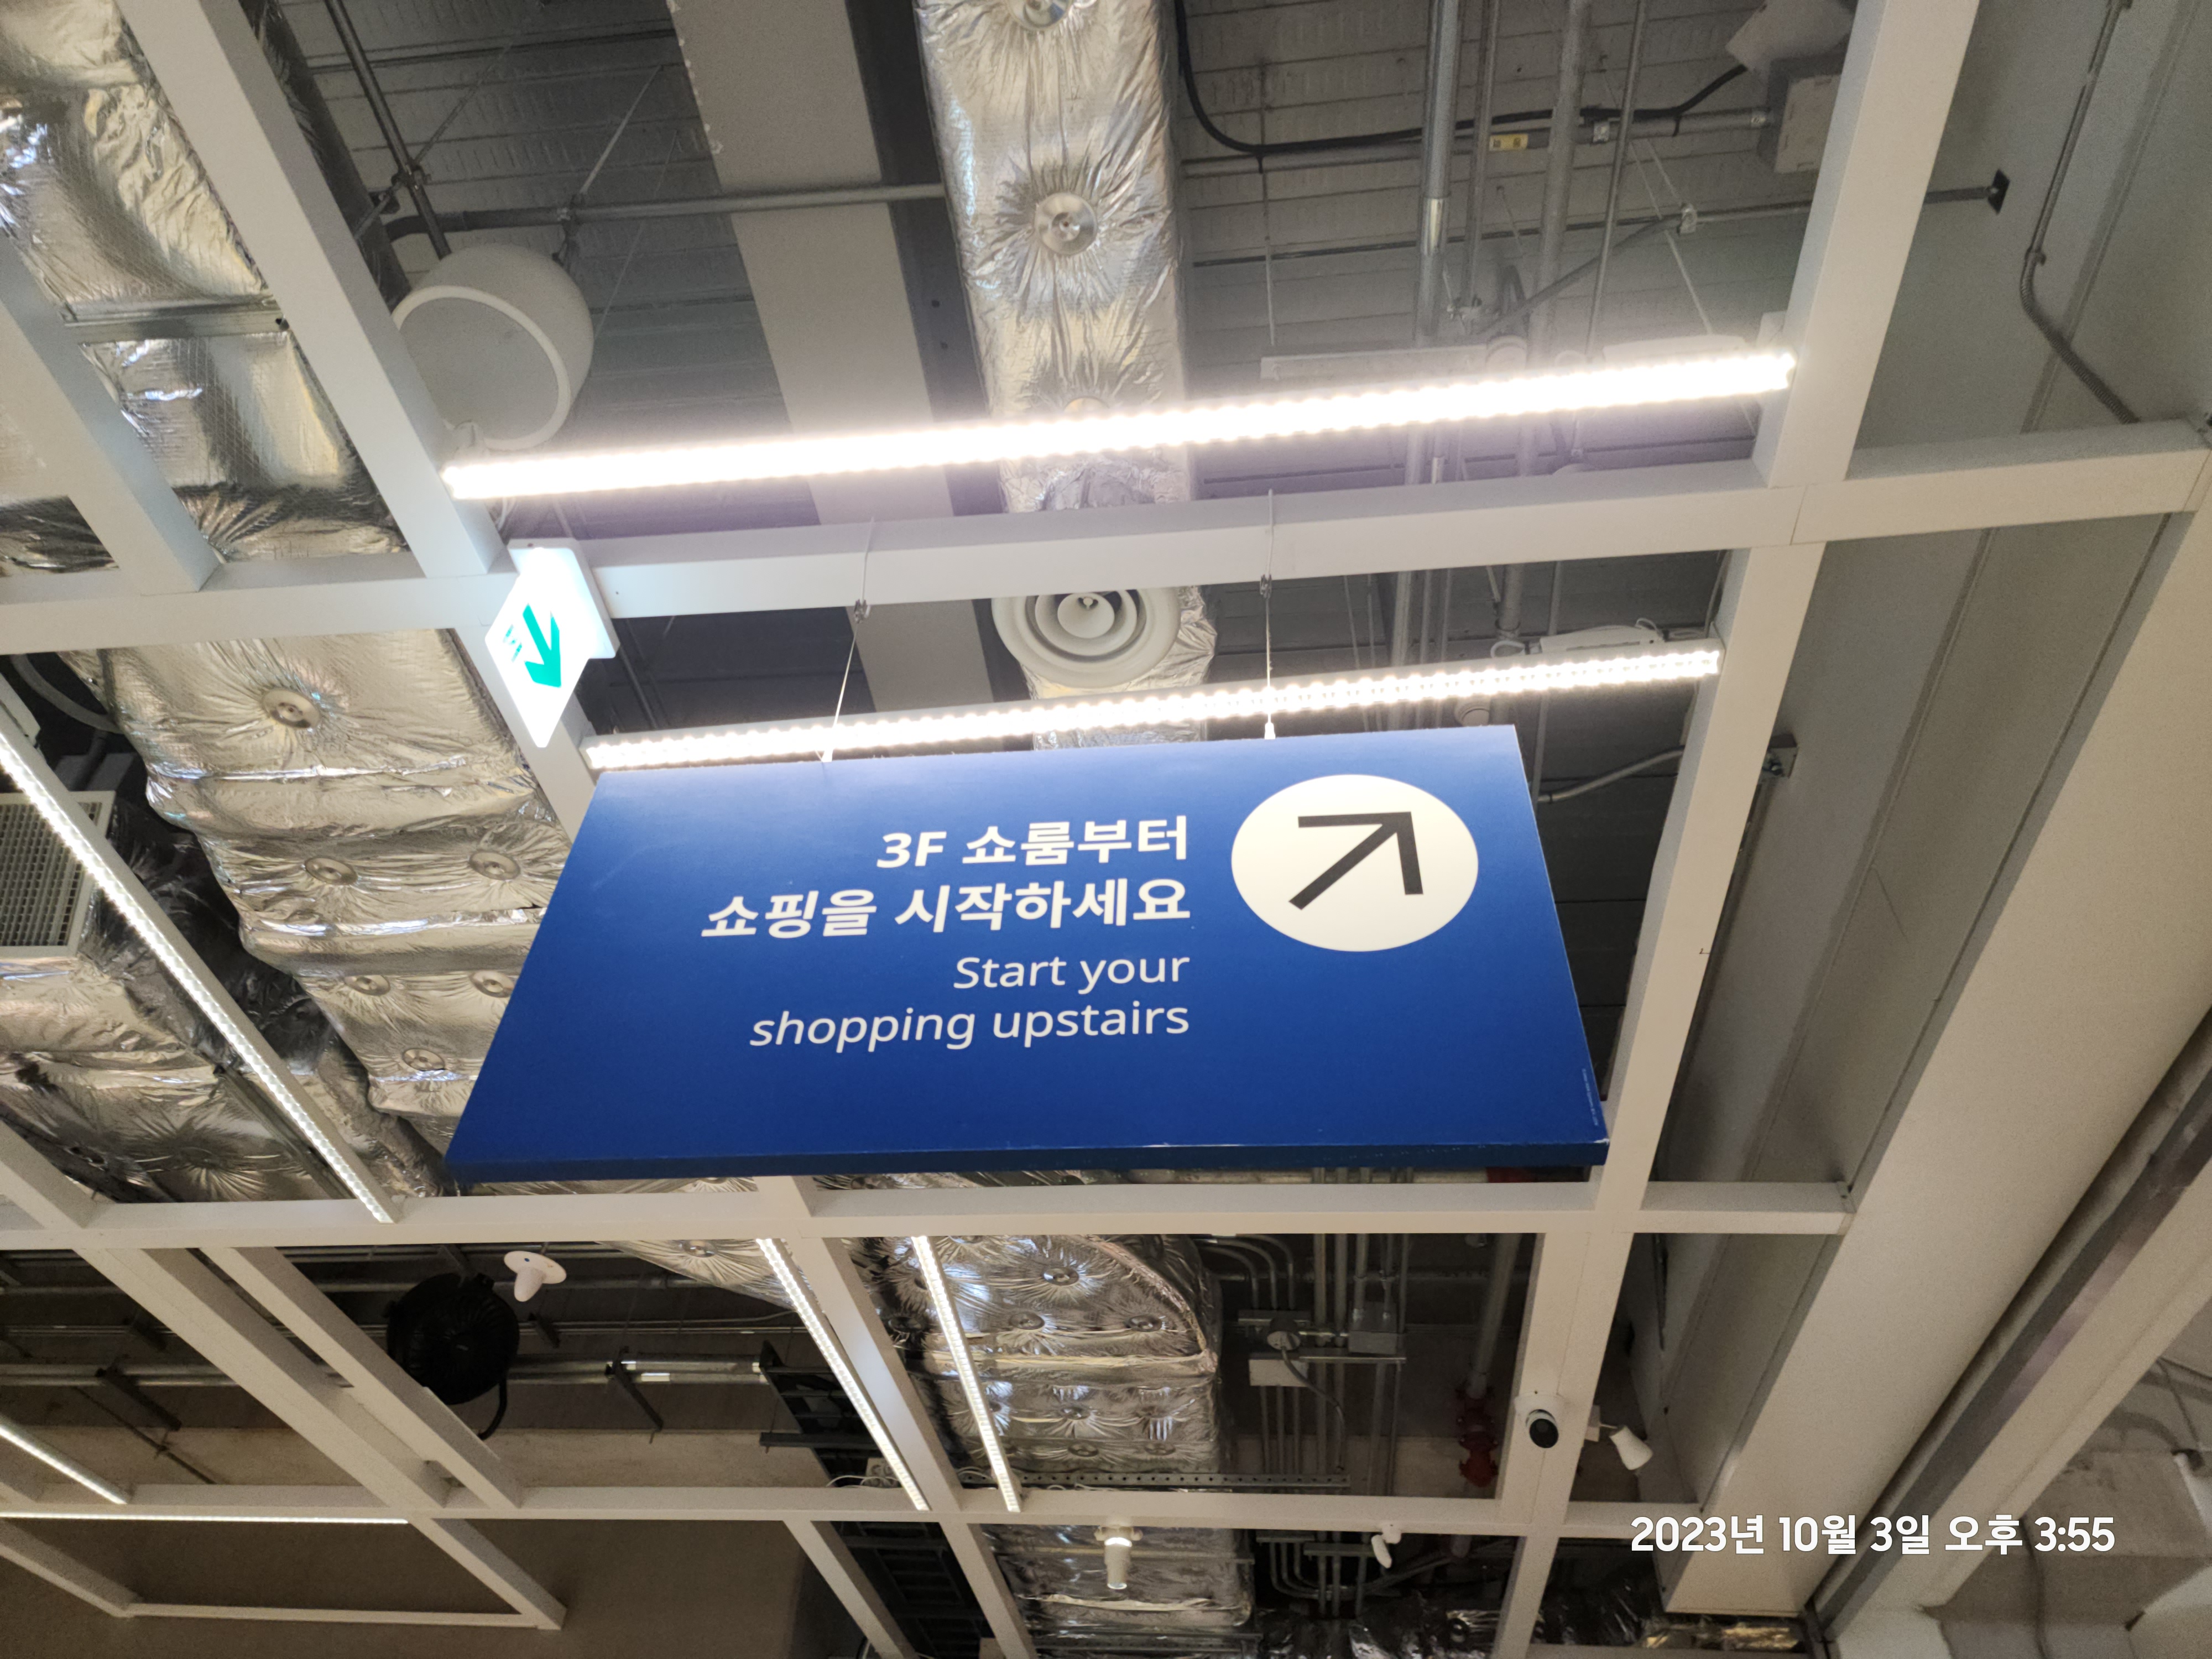 3F 쇼룸부터
쇼핑을 시작하세요
Start your
shopping upstairs
2023년 10월 3일 오후 3:55